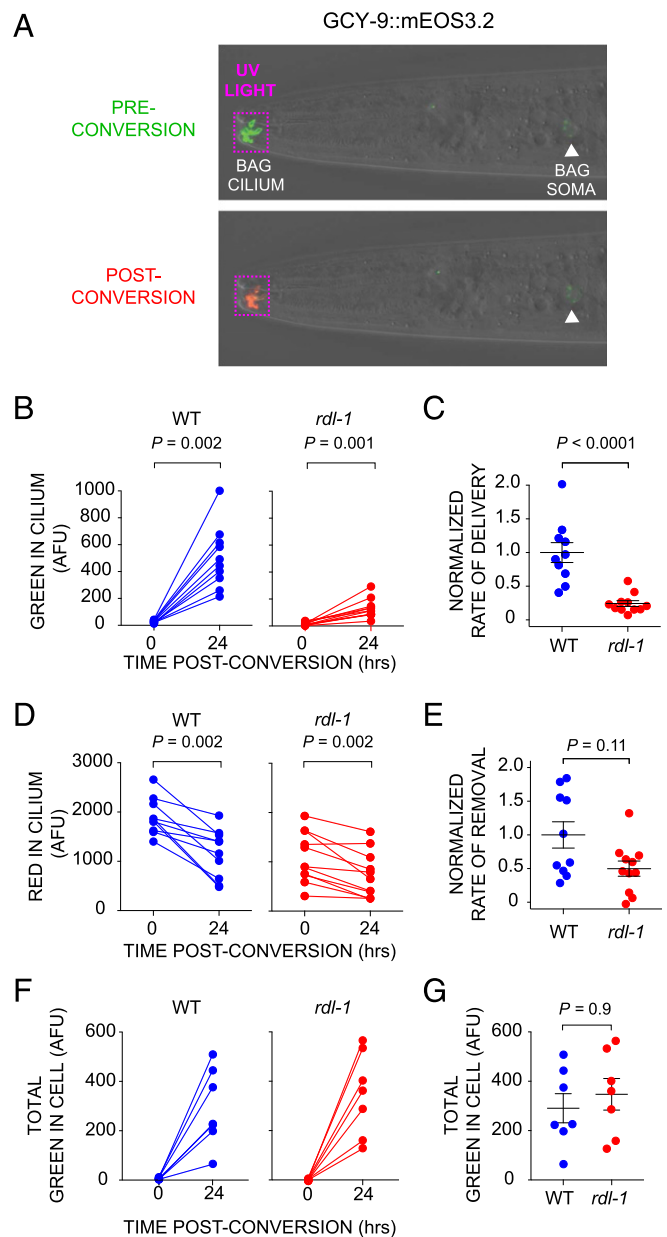 A
GCY-9::mEOS3.2
PRE-
CONVERSION
UV
LIGHT
BAG
CILIUM
BAG
SOMA
POST-
CONVERSION
B
WT
rdl-1
P = 0.002
P = 0.001
GREEN IN CILIUM
(AFU)
1000
800
600
400
200
0
0
24
0
24
TIME POST-CONVERSION (hrs)
C
P < 0.0001
NORMALIZED
RATE OF DELIVERY
2.0
1.5
1.0
0.5
0
WT
rdl-1
D
WT
rdl-1
P = 0.002
P = 0.002
RED IN CILIUM
(AFU)
3000
2000
1000
0
0
24
0
24
TIME POST-CONVERSION (hrs)
E
P = 0.11
NORMALIZED
RATE OF REMOVAL
2.0
1.5
1.0
0.5
0
WT
rdl-1
F
WT
rdl-1
TOTAL
GREEN IN CELL (AFU)
600
400
200
0
0
24
0
24
TIME POST-CONVERSION (hrs)
G
P = 0.9
TOTAL
GREEN IN CELL (AFU)
600
400
200
0
WT
rdl-1